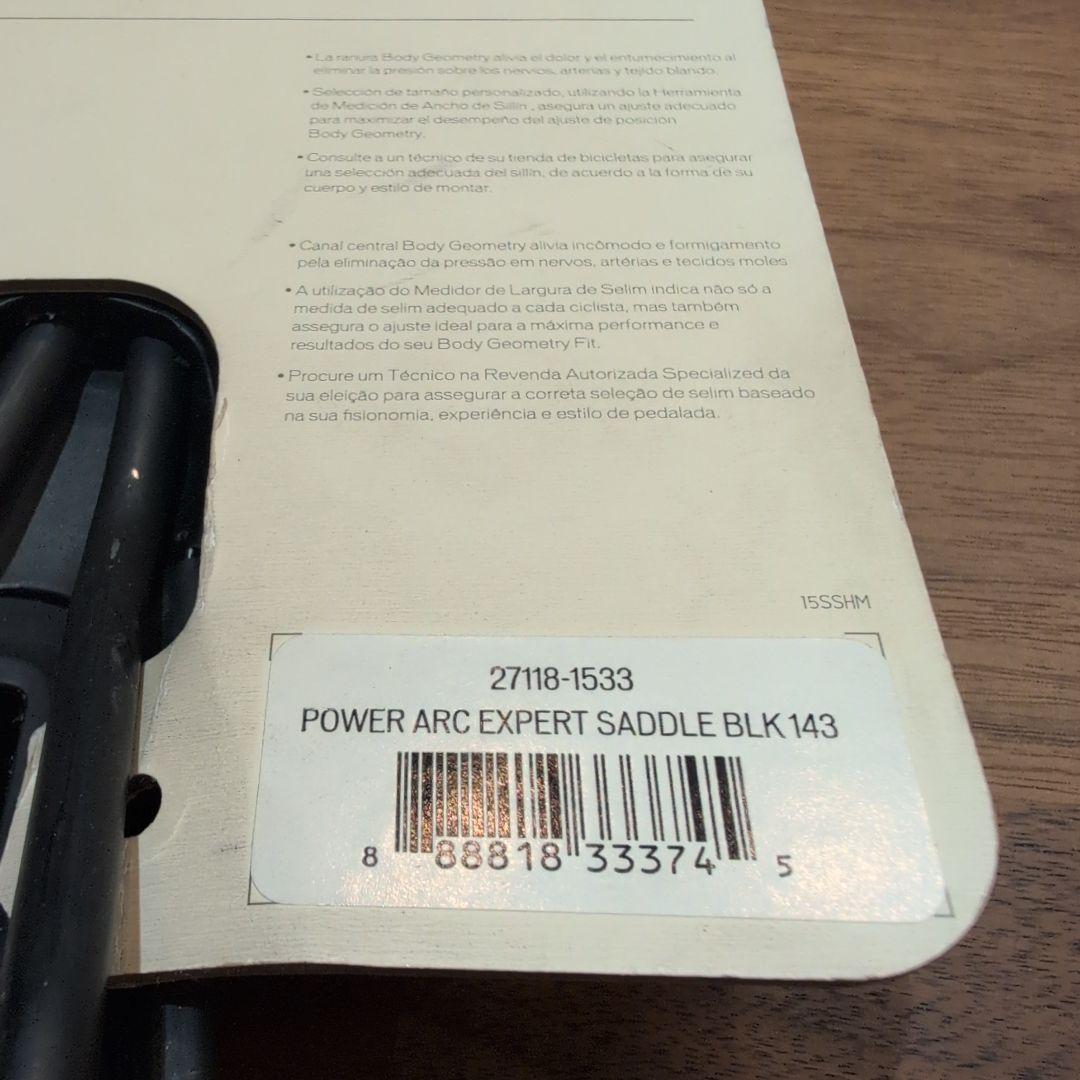 • La ranura Body Geometry alivia el dolor y el entumecimiento al
eliminar la presión sobre los nervios, arterias y tejido blando.
• Selección de tamaño personalizado, utilizando la Herramienta
de Medición de Ancho de Sillín , asegura un ajuste adecuado
para maximizar el desempeño del ajuste de posición
Body Geometry.
• Consulte a un técnico de su tienda de bicicletas para asegurar
una selección adecuada del sillín, de acuerdo a la forma de su
cuerpo y estilo de montar.
• Canal central Body Geometry alivia incômodo e formigamento
pela eliminação da pressão em nervos, artérias e tecidos moles
• A utilização do Medidor de Largura de Selim indica não só a
medida de selim adequado a cada ciclista, mas também
assegura o ajuste ideal para a máxima performance e
resultados do seu Body Geometry Fit.
• Procure um Técnico na Revenda Autorizada Specialized da
sua eleição para assegurar a correta seleção de selim baseado
na sua fisionomia, experiência e estilo de pedalada.
15SSHM
27118-1533
POWER ARC EXPERT SADDLE BLK 143
8 88818 33374 5